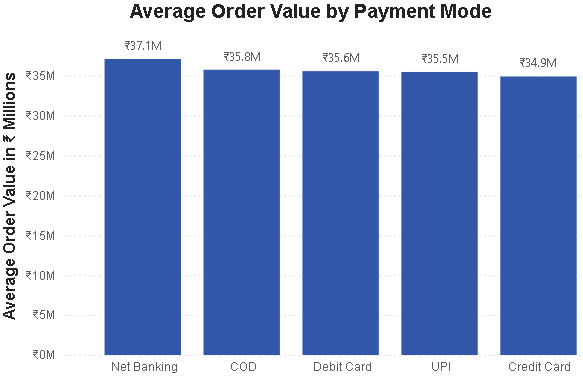 Average Order Value by Payment Mode
Average Order Value in ₹ Millions
₹37.1M
₹35.8M
₹35.6M
₹35.5M
₹34.9M
₹35M
₹30M
₹25M
₹20M
₹15M
₹10M
₹5M
₹0M
Net Banking
COD
Debit Card
UPI
Credit Card